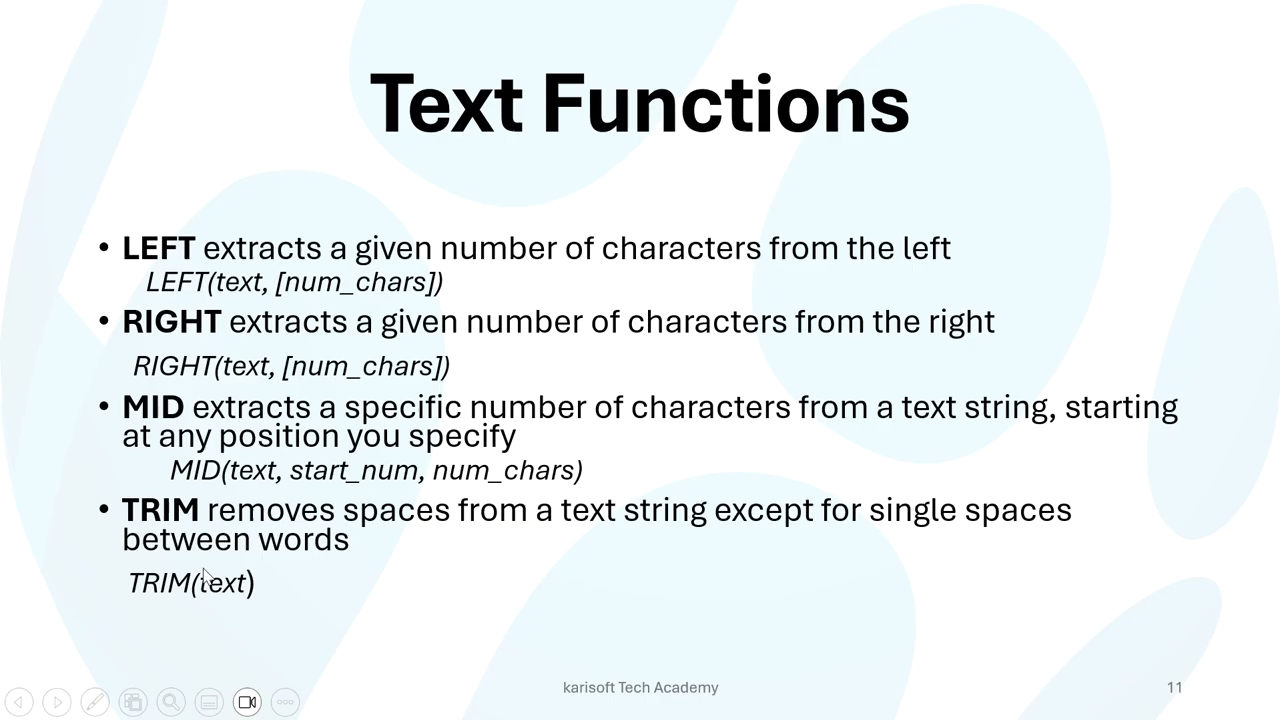 Text Functions
• LEFT extracts a given number of characters from the left
LEFT(text, [num_chars])
• RIGHT extracts a given number of characters from the right
RIGHT(text, [num_chars])
• MID extracts a specific number of characters from a text string, starting
at any position you specify
MID(text, start_num, num_chars)
• TRIM removes spaces from a text string except for single spaces
between words
TRIM(text)
karisoft Tech Academy
11